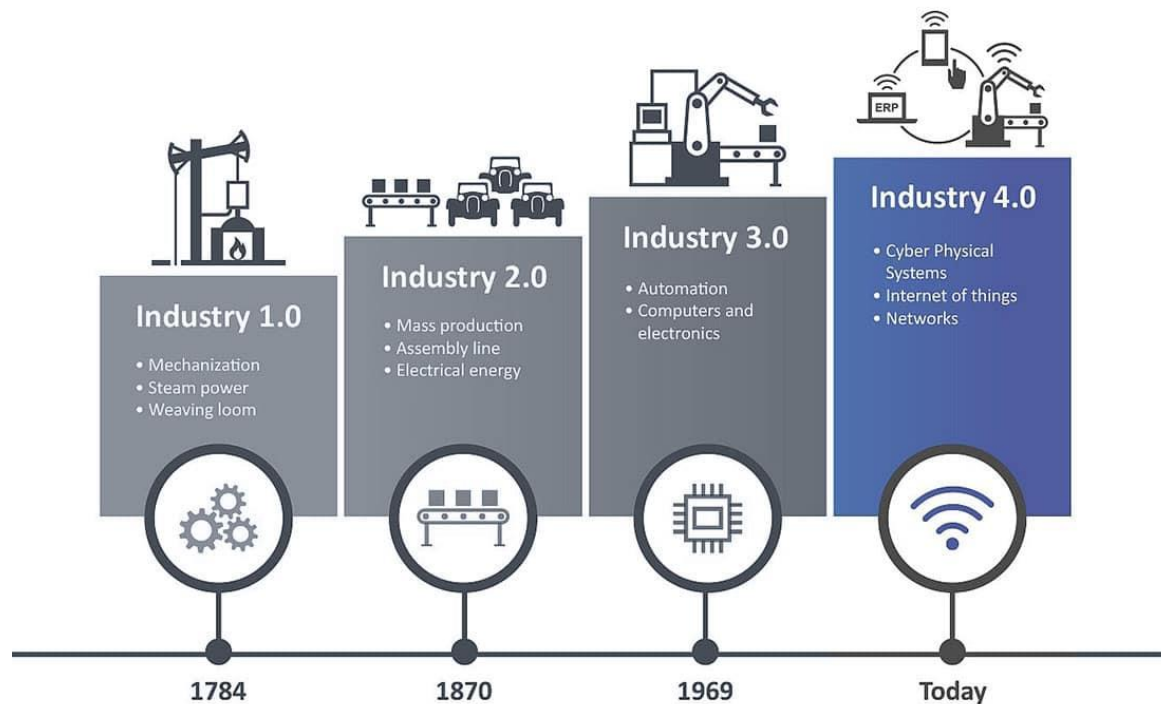 ERP
Industry 1.0
• Mechanization
• Steam power
• Weaving loom
Industry 2.0
• Mass production
• Assembly line
• Electrical energy
Industry 3.0
• Automation
• Computers and
electronics
Industry 4.0
• Cyber Physical
Systems
• Internet of things
• Networks
1784
1870
1969
Today